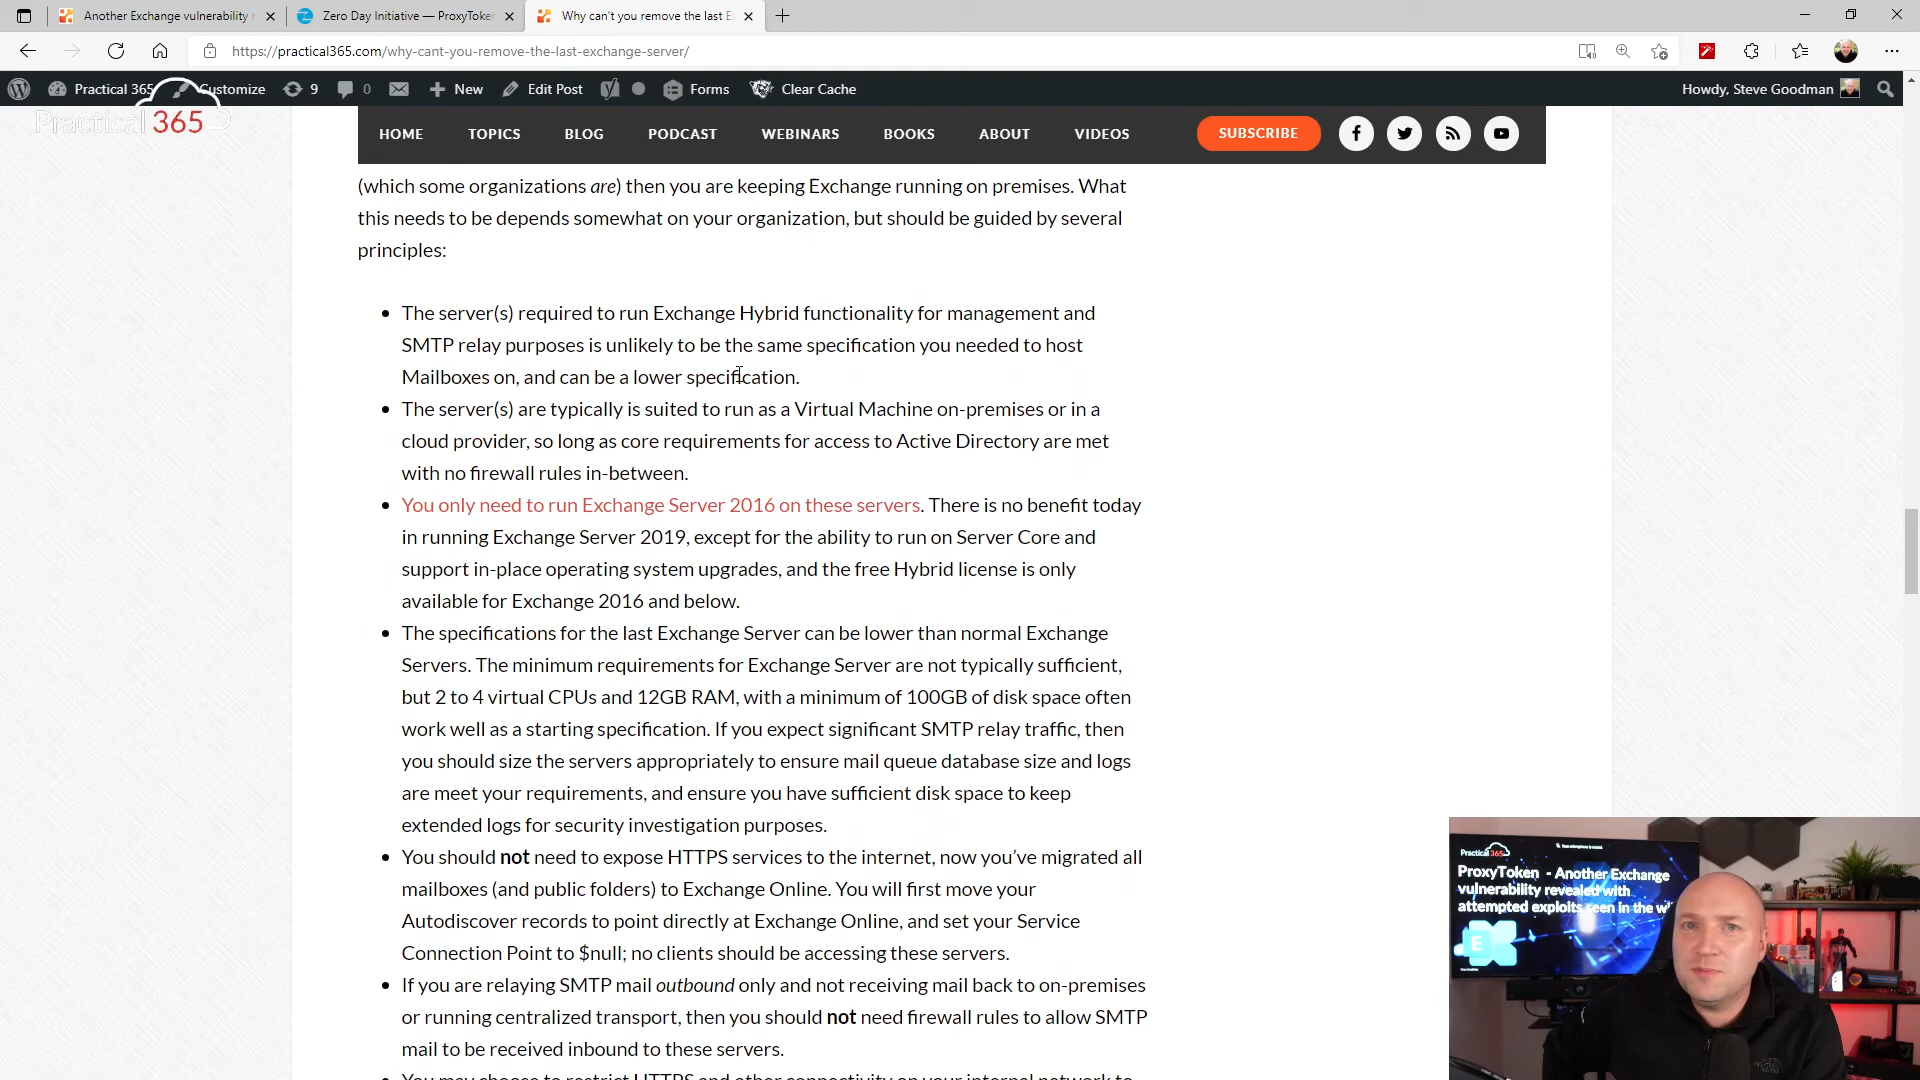 Another Exchange vulnerability r
Zero Day Initiative — ProxyToken
Why can't you remove the last E
https://practical365.com/why-cant-you-remove-the-last-exchange-server/
Practical 365
Customize
9
0
New
Edit Post
Forms
Clear Cache
Howdy, Steve Goodman
Practical 365
HOME
TOPICS
BLOG
PODCAST
WEBINARS
BOOKS
ABOUT
VIDEOS
SUBSCRIBE
(which some organizations are) then you are keeping Exchange running on premises. What
this needs to be depends somewhat on your organization, but should be guided by several
principles:
The server(s) required to run Exchange Hybrid functionality for management and
SMTP relay purposes is unlikely to be the same specification you needed to host
Mailboxes on, and can be a lower specification.
The server(s) are typically is suited to run as a Virtual Machine on-premises or in a
cloud provider, so long as core requirements for access to Active Directory are met
with no firewall rules in-between.
You only need to run Exchange Server 2016 on these servers. There is no benefit today
in running Exchange Server 2019, except for the ability to run on Server Core and
support in-place operating system upgrades, and the free Hybrid license is only
available for Exchange 2016 and below.
The specifications for the last Exchange Server can be lower than normal Exchange
Servers. The minimum requirements for Exchange Server are not typically sufficient,
but 2 to 4 virtual CPUs and 12GB RAM, with a minimum of 100GB of disk space often
work well as a starting specification. If you expect significant SMTP relay traffic, then
you should size the servers appropriately to ensure mail queue database size and logs
are meet your requirements, and ensure you have sufficient disk space to keep
extended logs for security investigation purposes.
You should not need to expose HTTPS services to the internet, now you've migrated all
mailboxes (and public folders) to Exchange Online. You will first move your
Autodiscover records to point directly at Exchange Online, and set your Service
Connection Point to $null; no clients should be accessing these servers.
If you are relaying SMTP mail outbound only and not receiving mail back to on-premises
or running centralized transport, then you should not need firewall rules to allow SMTP
mail to be received inbound to these servers.
You may choose to restrict HTTPS and other connectivity on your internal network to
Practical 365
ProxyToken - Another Exchange
vulnerability revealed with
attempted exploits seen in the wi
E